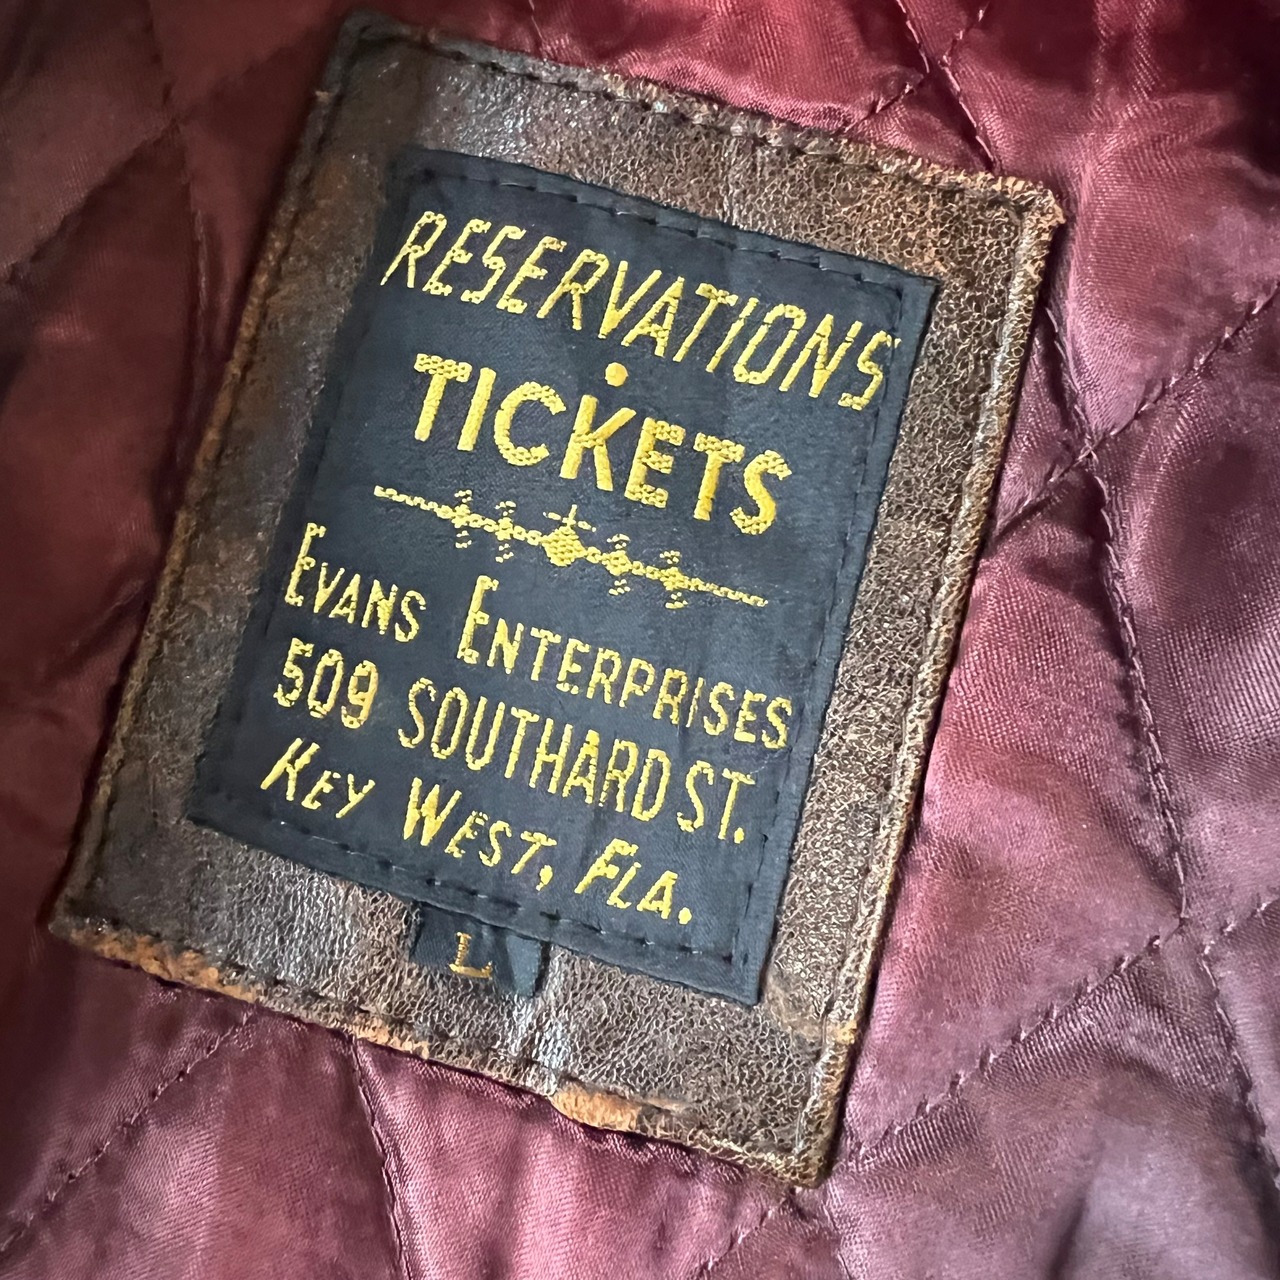 RESERVATIONS
TICKETS
EVANS ENTERPRISES
509 SOUTHARD ST.
KEY WEST, FLA.
L